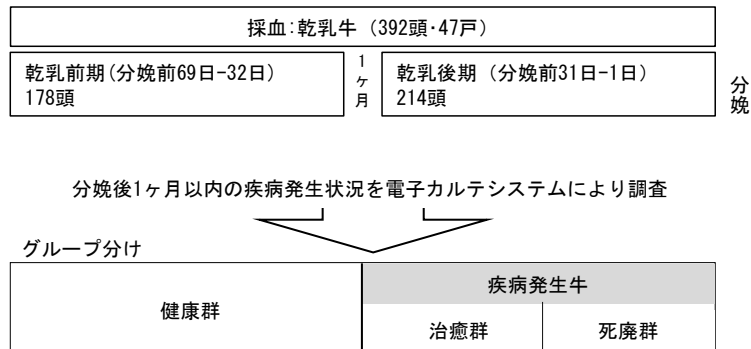 採血:乾乳牛（392頭･47戸）
乾乳前期(分娩前69日-32日)
178頭
1ヶ月
乾乳後期（分娩前31日-1日）
214頭
分娩
分娩後1ヶ月以内の疾病発生状況を電子カルテシステムにより調査
グループ分け
健康群
疾病発生牛
治癒群
死廃群